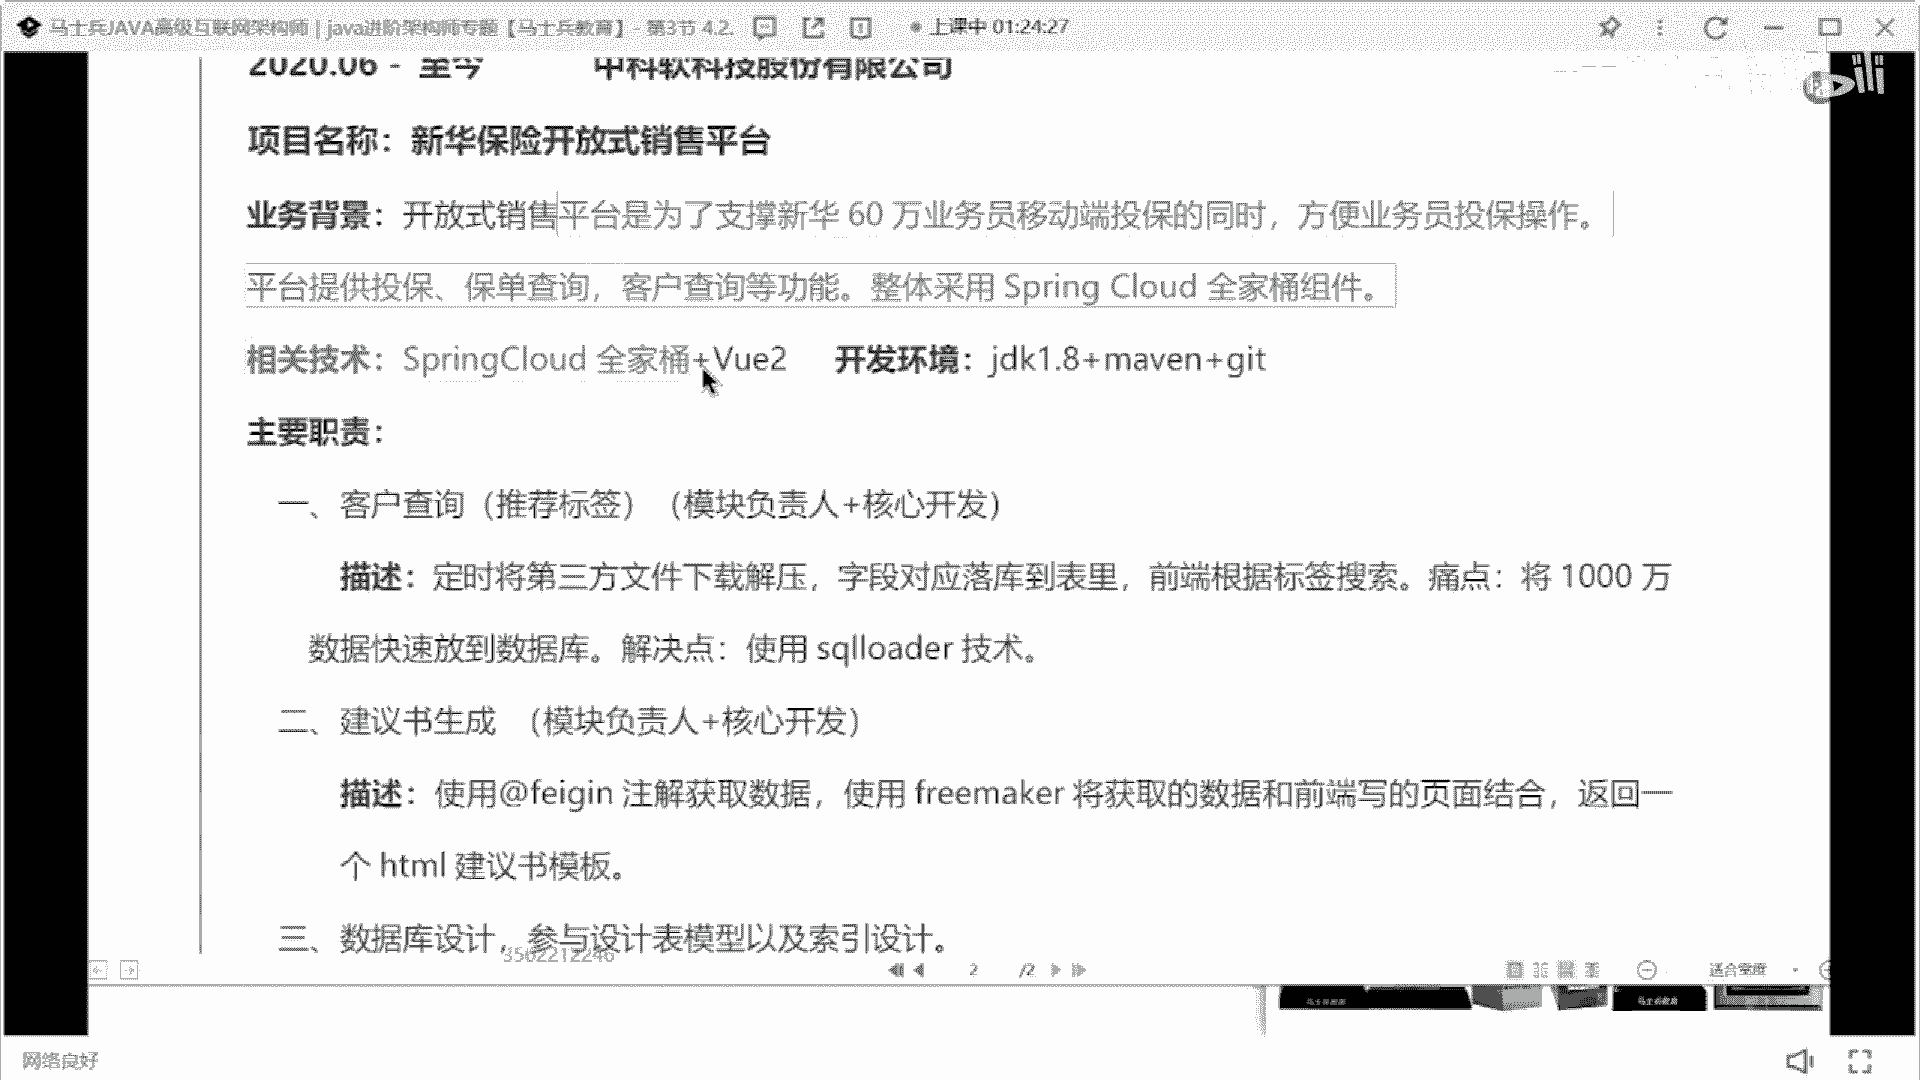 马士兵JAVA高级互联网架构师 | java进阶架构师专题【马士兵教育】 - 第3节 4.2. 上课中 01:24:27
2020.06 - 至今 中科软科技股份有限公司
项目名称：新华保险开放式销售平台
业务背景：开放式销售平台是为了支撑新华 60 万业务员移动端投保的同时，方便业务员投保操作。
平台提供投保、保单查询，客户查询等功能。整体采用 Spring Cloud 全家桶组件。
相关技术：SpringCloud 全家桶+Vue2 开发环境：jdk1.8+maven+git
主要职责：
一、客户查询（推荐标签）（模块负责人+核心开发）
描述：定时将第三方文件下载解压，字段对应落库到表里，前端根据标签搜索。痛点：将 1000 万
数据快速放到数据库。解决点：使用 sqlloader 技术。
二、建议书生成 （模块负责人+核心开发）
描述：使用@feigin 注解获取数据，使用 freemaker 将获取的数据和前端写的页面结合，返回一
个 html 建议书模板。
三、数据库设计，参与设计表模型以及索引设计。
3502212246
2 /2 适合宽度
网络良好